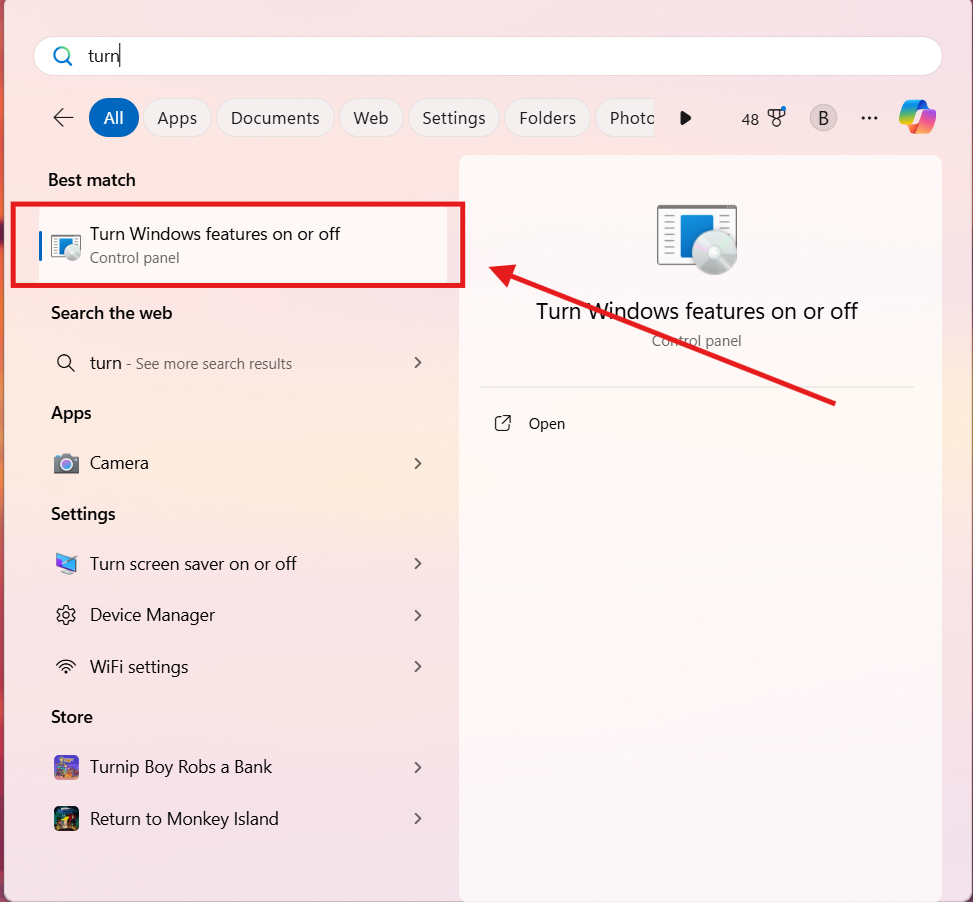 turn
All
Apps
Documents
Web
Settings
Folders
Photo
48
B
Best match
Turn Windows features on or off
Control panel
Search the web
turn - See more search results
Apps
Camera
Settings
Turn screen saver on or off
Device Manager
WiFi settings
Store
Turnip Boy Robs a Bank
Return to Monkey Island
Turn Windows features on or off
Control panel
Open